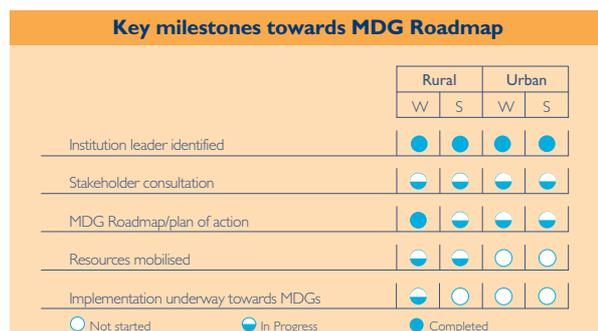 Key milestones towards MDG Roadmap
Rural Urban
W S W S
Institution leader identified
Stakeholder consultation
MDG Roadmap/plan of action
Resources mobilised
Implementation underway towards MDGs
Not started In Progress Completed